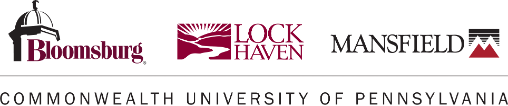 Bloomsburg®
LOCK
HAVEN
MANSFIELD
COMMONWEALTH UNIVERSITY OF PENNSYLVANIA